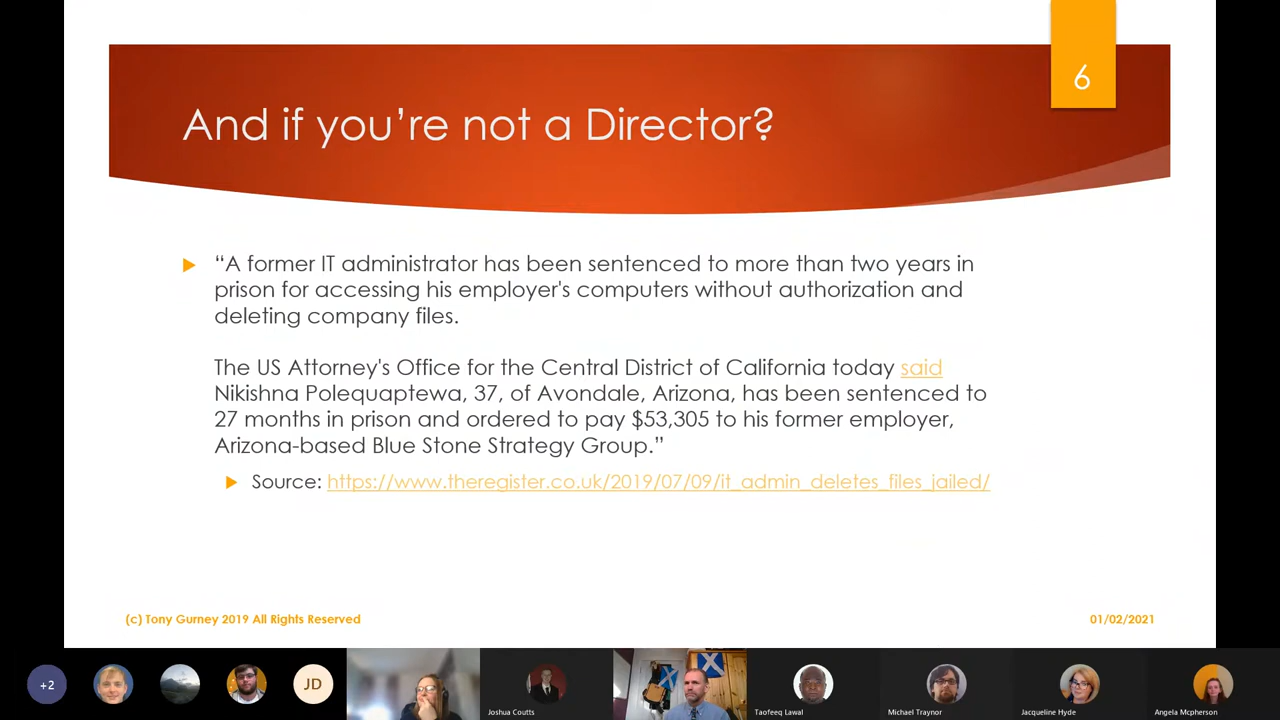 6
And if you’re not a Director?
“A former IT administrator has been sentenced to more than two years in
prison for accessing his employer's computers without authorization and
deleting company files.
The US Attorney's Office for the Central District of California today said
Nikishna Polequaptewa, 37, of Avondale, Arizona, has been sentenced to
27 months in prison and ordered to pay $53,305 to his former employer,
Arizona-based Blue Stone Strategy Group.”
Source: https://www.theregister.co.uk/2019/07/09/it_admin_deletes_files_jailed/
(c) Tony Gurney 2019 All Rights Reserved
01/02/2021
+2
JD
Joshua Coutts
Taofeeq Lawal
Michael Traynor
Jacqueline Hyde
Angela Mcpherson